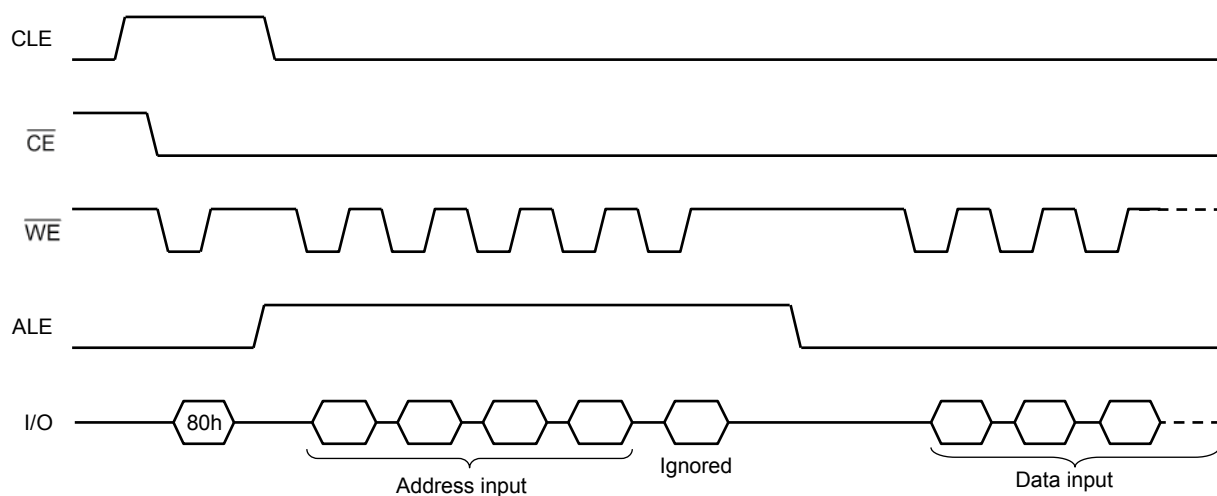 CLE
CE
WE
ALE
I/O
80h
Address input
Ignored
Data input